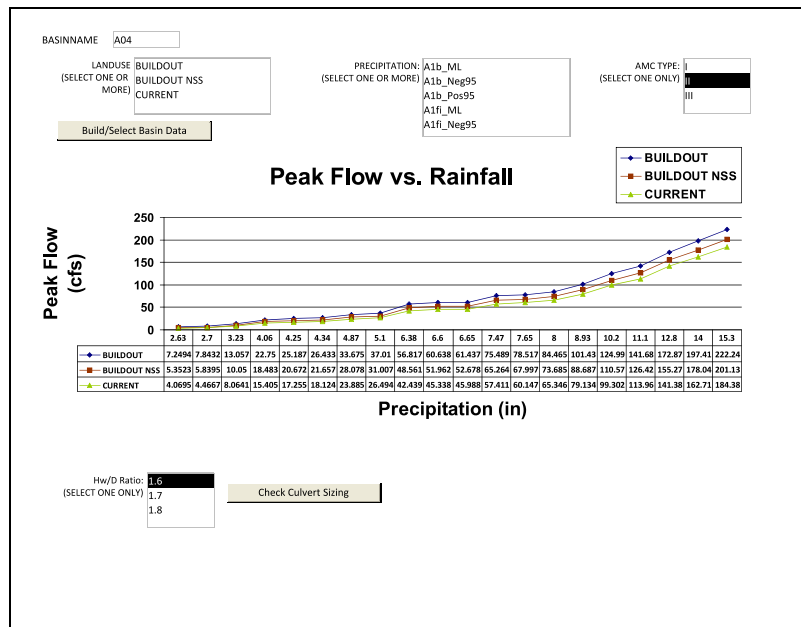 BASINNAME A04
LANDUSE
(SELECT ONE OR
MORE)
BUILDOUT
BUILDOUT NSS
CURRENT
PRECIPITATION:
(SELECT ONE OR MORE)
A1b_ML
A1b_Neg95
A1b_Pos95
A1fi_ML
A1fi_Neg95
AMC TYPE:
(SELECT ONE ONLY)
I
II
III
Build/Select Basin Data
Peak Flow vs. Rainfall
BUILDOUT
BUILDOUT NSS
CURRENT
Peak Flow
(cfs)
250
200
150
100
50
0
2.63 2.7 3.23 4.06 4.25 4.34 4.87 5.1 6.38 6.6 6.65 7.47 7.65 8 8.93 10.2 11.1 12.8 14 15.3
BUILDOUT 7.2494 7.8432 13.057 22.75 25.187 26.433 33.675 37.01 56.817 60.638 61.437 75.489 78.517 84.465 101.43 124.99 141.68 172.87 197.41 222.24
BUILDOUT NSS 5.3523 5.8395 10.05 18.483 20.672 21.657 28.078 31.007 48.561 51.962 52.678 65.264 67.997 73.685 88.687 110.57 126.42 155.27 178.04 201.13
CURRENT 4.0695 4.4667 8.0641 15.405 17.255 18.124 23.885 26.494 42.439 45.338 45.988 57.411 60.147 65.346 79.134 99.302 113.96 141.38 162.71 184.38
Precipitation (in)
Hw/D Ratio:
(SELECT ONE ONLY)
1.6
1.7
1.8
Check Culvert Sizing